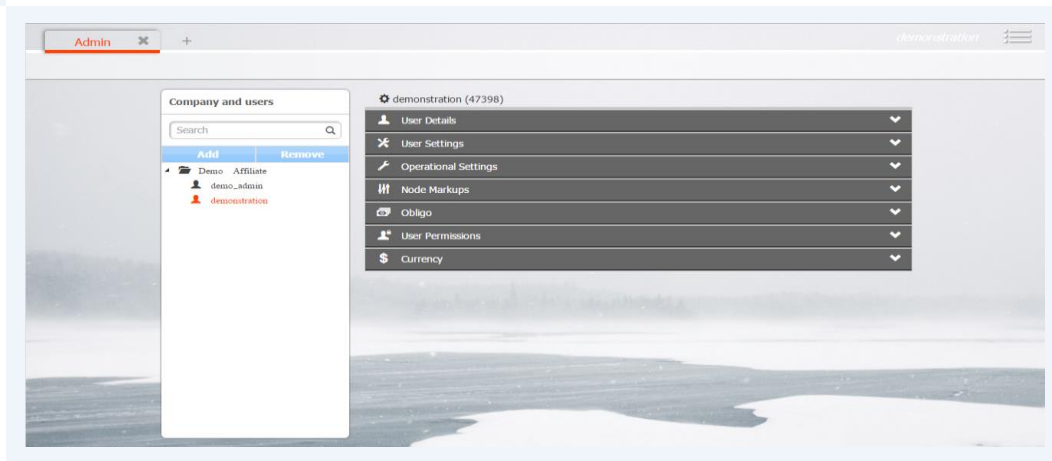 Admin
demonstration
Company and users
Search
Add Remove
Demo Affiliate
demo_admin
demonstration
demonstration (47398)
User Details
User Settings
Operational Settings
Node Markups
Obligo
User Permissions
$ Currency